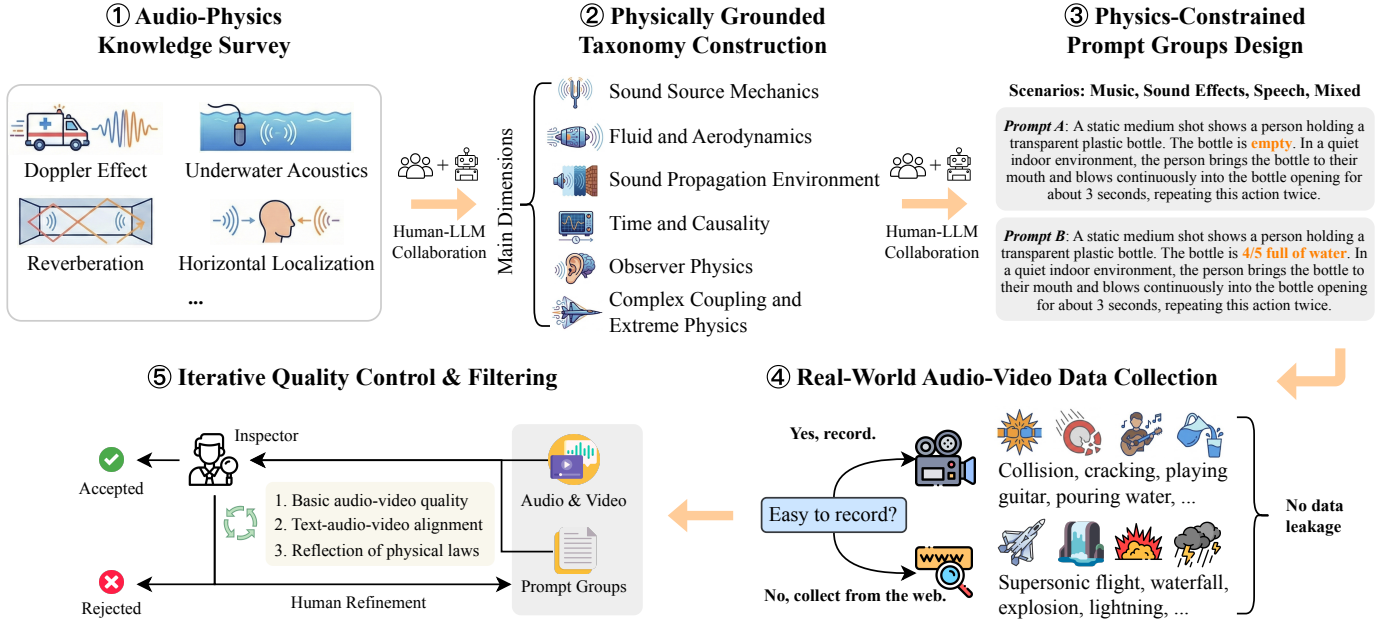 ① Audio-Physics
Knowledge Survey
Doppler Effect
Underwater Acoustics
Reverberation
Horizontal Localization
...
Human-LLM
Collaboration
② Physically Grounded
Taxonomy Construction
Main Dimensions
Sound Source Mechanics
Fluid and Aerodynamics
Sound Propagation Environment
Time and Causality
Observer Physics
Complex Coupling and
Extreme Physics
Human-LLM
Collaboration
③ Physics-Constrained
Prompt Groups Design
Scenarios: Music, Sound Effects, Speech, Mixed
Prompt A: A static medium shot shows a person holding a
transparent plastic bottle. The bottle is empty. In a quiet
indoor environment, the person brings the bottle to their
mouth and blows continuously into the bottle opening for
about 3 seconds, repeating this action twice.
Prompt B: A static medium shot shows a person holding a
transparent plastic bottle. The bottle is 4/5 full of water. In
a quiet indoor environment, the person brings the bottle to
their mouth and blows continuously into the bottle opening
for about 3 seconds, repeating this action twice.
④ Real-World Audio-Video Data Collection
Easy to record?
Yes, record.
Collision, cracking, playing
guitar, pouring water, ...
No, collect from the web.
www
Supersonic flight, waterfall,
explosion, lightning, ...
No data
leakage
⑤ Iterative Quality Control & Filtering
Audio & Video
Prompt Groups
Inspector
1. Basic audio-video quality
2. Text-audio-video alignment
3. Reflection of physical laws
Accepted
Rejected
Human Refinement